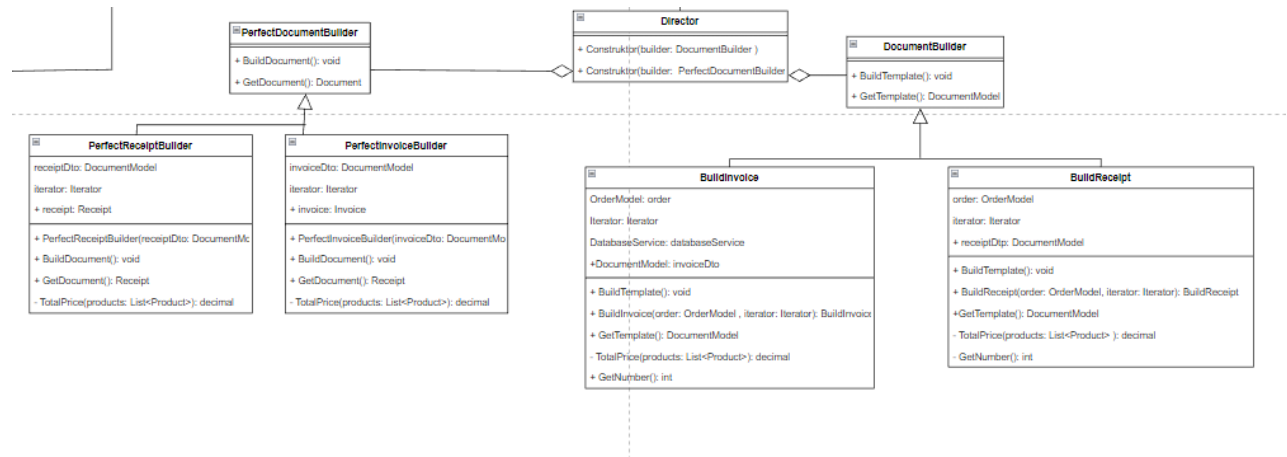 PerfectDocumentBuilder
+ BuildDocument(): void
+ GetDocument(): Document
Director
+ Construktor(builder: DocumentBuilder )
+ Construktor(builder: PerfectDocumentBuilder
DocumentBuilder
+ BuildTemplate(): void
+ GetTemplate(): DocumentModel
PerfectReceiptBuilder
receiptDto: DocumentModel
iterator: Iterator
+ receipt: Receipt
+ PerfectReceiptBuilder(receiptDto: DocumentMc
+ BuildDocument(): void
+ GetDocument(): Receipt
- TotalPrice(products: List<Product>): decimal
PerfectInvoiceBuilder
invoiceDto: DocumentModel
iterator: Iterator
+ invoice: Invoice
+ PerfectInvoiceBuilder(invoiceDto: DocumentMo
+ BuildDocument(): void
+ GetDocument(): Receipt
- TotalPrice(products: List<Product>): decimal
BuildInvoice
OrderModel: order
Iterator: Iterator
DatabaseService: databaseService
+DocumentModel: invoiceDto
+ BuildTemplate(): void
+ BuildInvoice(order: OrderModel , iterator: Iterator): BuildInvoice
+ GetTemplate(): DocumentModel
- TotalPrice(products: List<Product>): decimal
+ GetNumber(): int
BuildReceipt
order: OrderModel
iterator: Iterator
+ receiptDtp: DocumentModel
+ BuildTemplate(): void
+ BuildReceipt(order: OrderModel, iterator: Iterator): BuildReceipt
+GetTemplate(): DocumentModel
- TotalPrice(products: List<Product> ): decimal
- GetNumber(): int